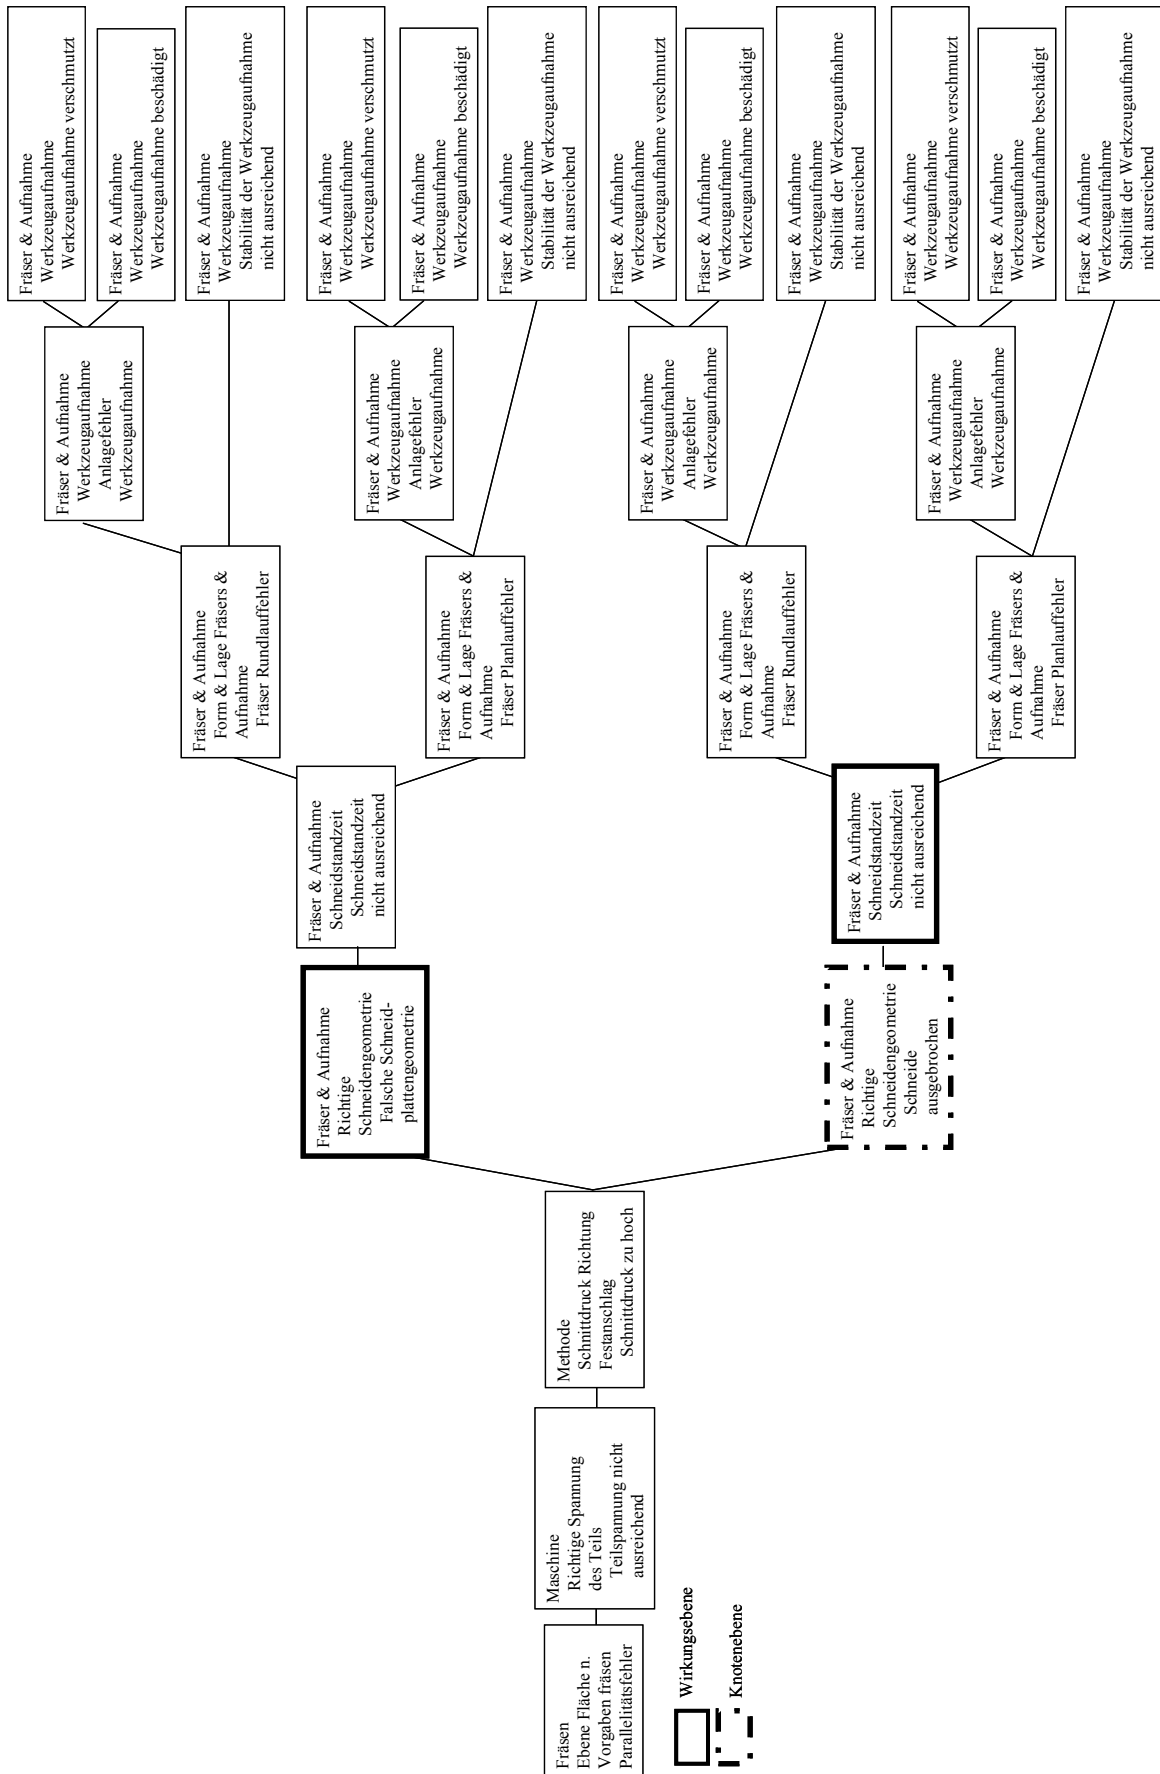 Fräsen
Ebene Fläche n.
Vorgaben fräsen
Parallelitätsfehler
Maschine
Richtige Spannung
des Teils
Teilspannung nicht
ausreichend
Methode
Schnittdruck Richtung
Festanschlag
Schnittdruck zu hoch
Fräser & Aufnahme
Richtige
Schneidengeometrie
Falsche Schneid-
plattengeometrie
Fräser & Aufnahme
Richtige
Schneidengeometrie
Schneide
ausgebrochen
Fräser & Aufnahme
Schneidstandzeit
Schneidstandzeit
nicht ausreichend
Fräser & Aufnahme
Schneidstandzeit
Schneidstandzeit
nicht ausreichend
Fräser & Aufnahme
Form & Lage Fräsers &
Aufnahme
Fräser Rundlauffehler
Fräser & Aufnahme
Form & Lage Fräsers &
Aufnahme
Fräser Planlauffehler
Fräser & Aufnahme
Form & Lage Fräsers &
Aufnahme
Fräser Rundlauffehler
Fräser & Aufnahme
Form & Lage Fräsers &
Aufnahme
Fräser Planlauffehler
Fräser & Aufnahme
Werkzeugaufnahme
Anlagefehler
Werkzeugaufnahme
Fräser & Aufnahme
Werkzeugaufnahme
Anlagefehler
Werkzeugaufnahme
Fräser & Aufnahme
Werkzeugaufnahme
Anlagefehler
Werkzeugaufnahme
Fräser & Aufnahme
Werkzeugaufnahme
Anlagefehler
Werkzeugaufnahme
Fräser & Aufnahme
Werkzeugaufnahme
Werkzeugaufnahme verschmutzt
Fräser & Aufnahme
Werkzeugaufnahme
Werkzeugaufnahme beschädigt
Fräser & Aufnahme
Werkzeugaufnahme
Stabilität der Werkzeugaufnahme
nicht ausreichend
Fräser & Aufnahme
Werkzeugaufnahme
Werkzeugaufnahme verschmutzt
Fräser & Aufnahme
Werkzeugaufnahme
Werkzeugaufnahme beschädigt
Fräser & Aufnahme
Werkzeugaufnahme
Stabilität der Werkzeugaufnahme
nicht ausreichend
Fräser & Aufnahme
Werkzeugaufnahme
Werkzeugaufnahme verschmutzt
Fräser & Aufnahme
Werkzeugaufnahme
Werkzeugaufnahme beschädigt
Fräser & Aufnahme
Werkzeugaufnahme
Stabilität der Werkzeugaufnahme
nicht ausreichend
Fräser & Aufnahme
Werkzeugaufnahme
Werkzeugaufnahme verschmutzt
Fräser & Aufnahme
Werkzeugaufnahme
Werkzeugaufnahme beschädigt
Fräser & Aufnahme
Werkzeugaufnahme
Stabilität der Werkzeugaufnahme
nicht ausreichend
Wirkungsebene
Knotenebene